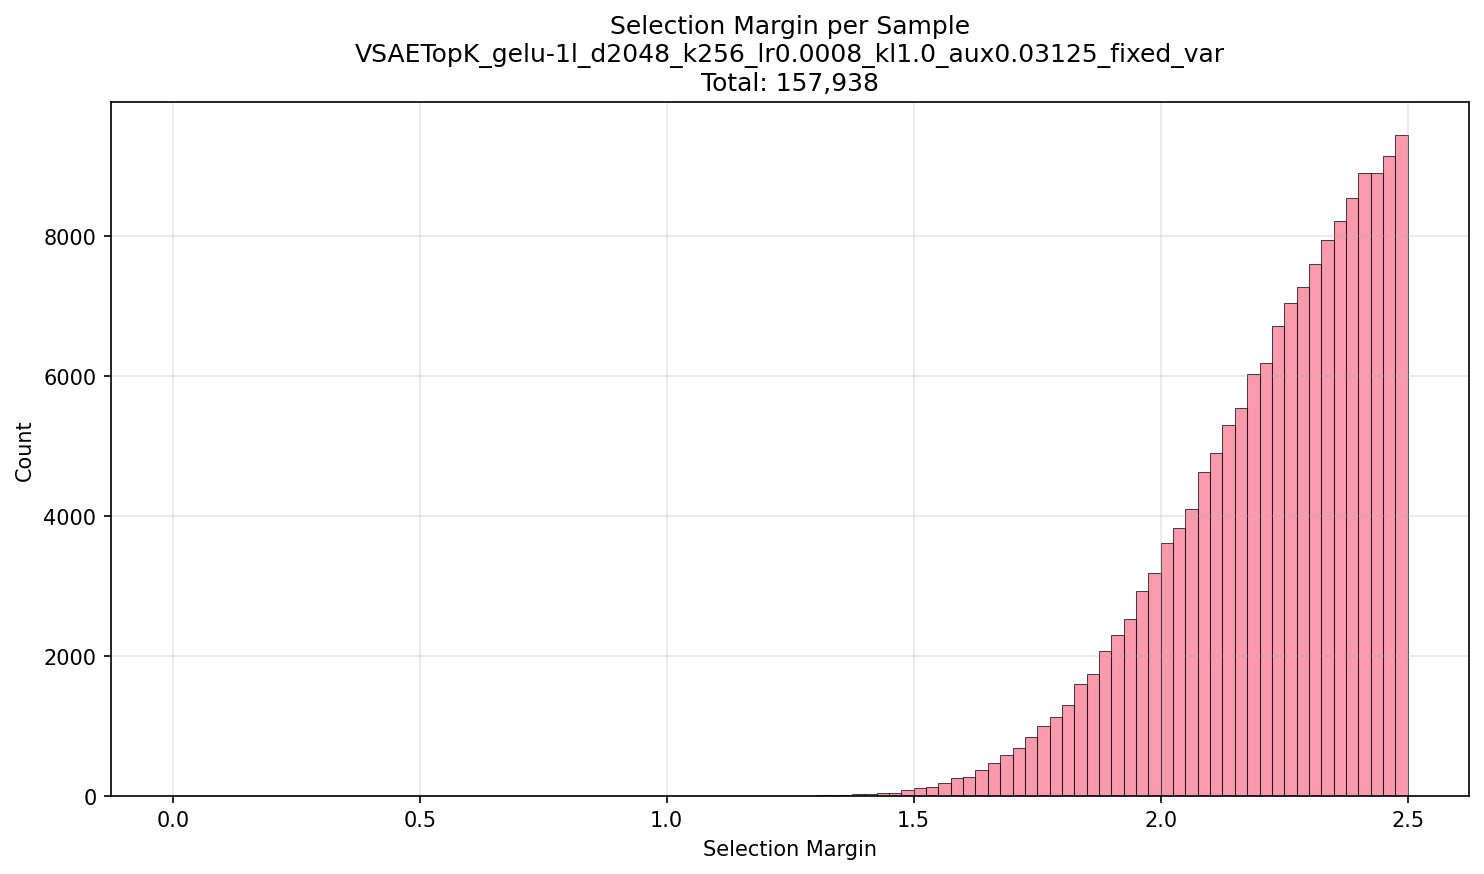 Selection Margin per Sample
VSAETopK_gelu-1l_d2048_k256_lr0.0008_kl1.0_aux0.03125_fixed_var
Total: 157,938
8000
6000
4000
2000
0
Count
0.0 0.5 1.0 1.5 2.0 2.5
Selection Margin